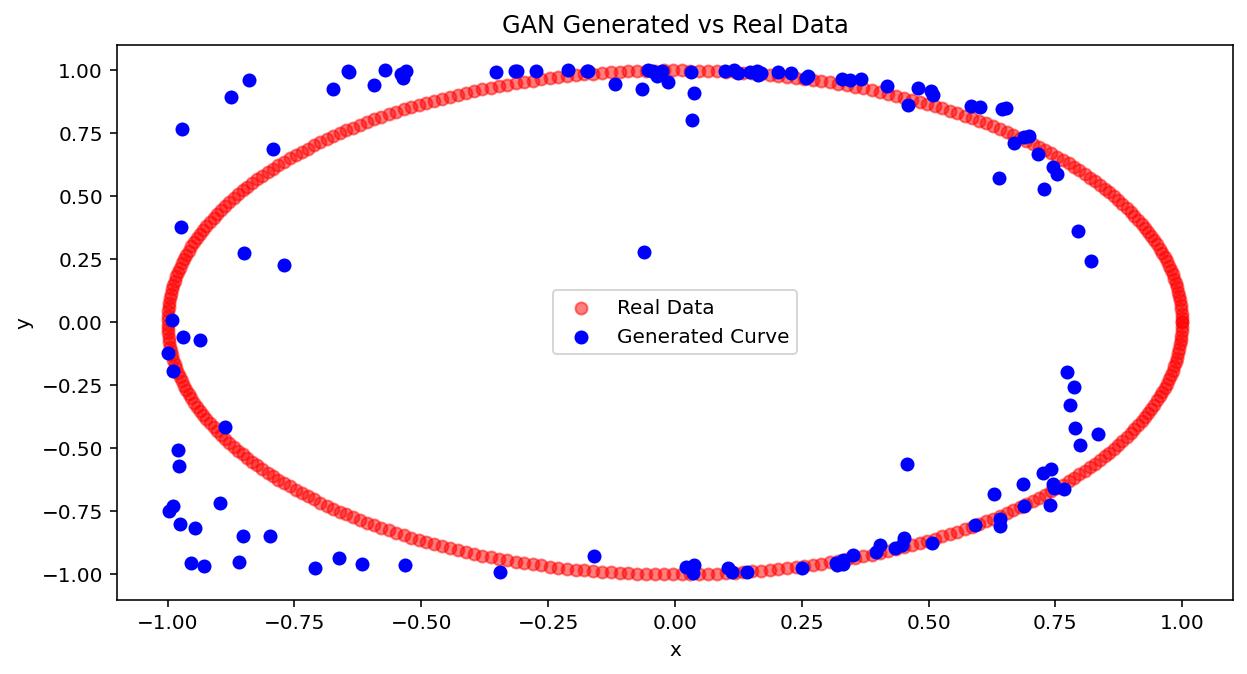 GAN Generated vs Real Data
1.00
0.75
0.50
0.25
0.00
−0.25
−0.50
−0.75
−1.00
y
Real Data
Generated Curve
−1.00 −0.75 −0.50 −0.25 0.00 0.25 0.50 0.75 1.00
x